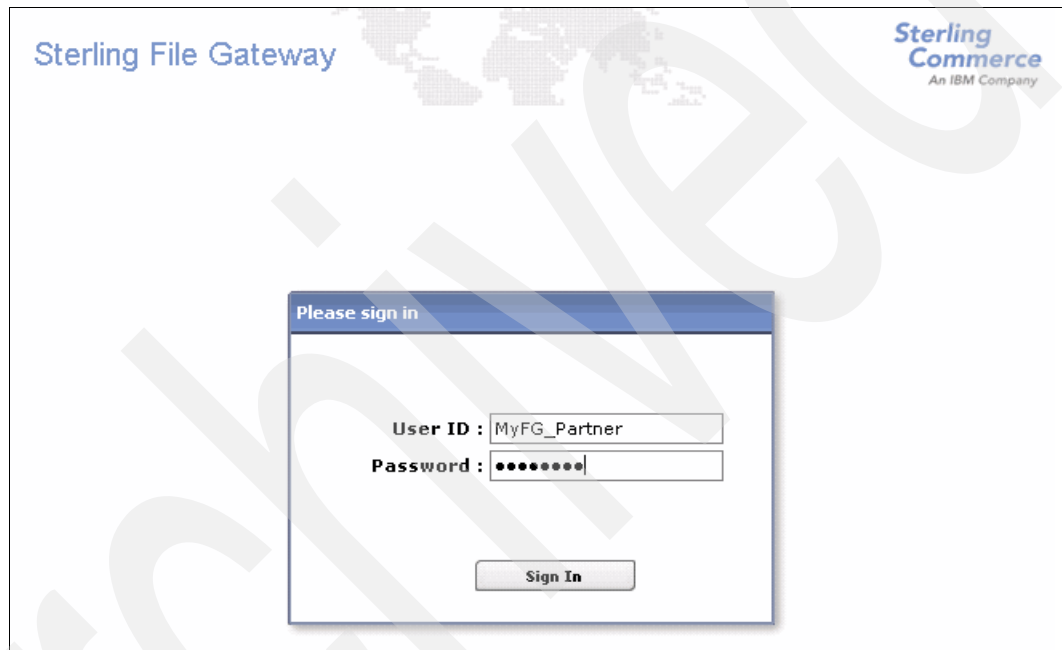 Sterling File Gateway
Sterling
Commerce
An IBM Company
Please sign in
User ID : MyFG_Partner
Password : ••••••••
Sign In